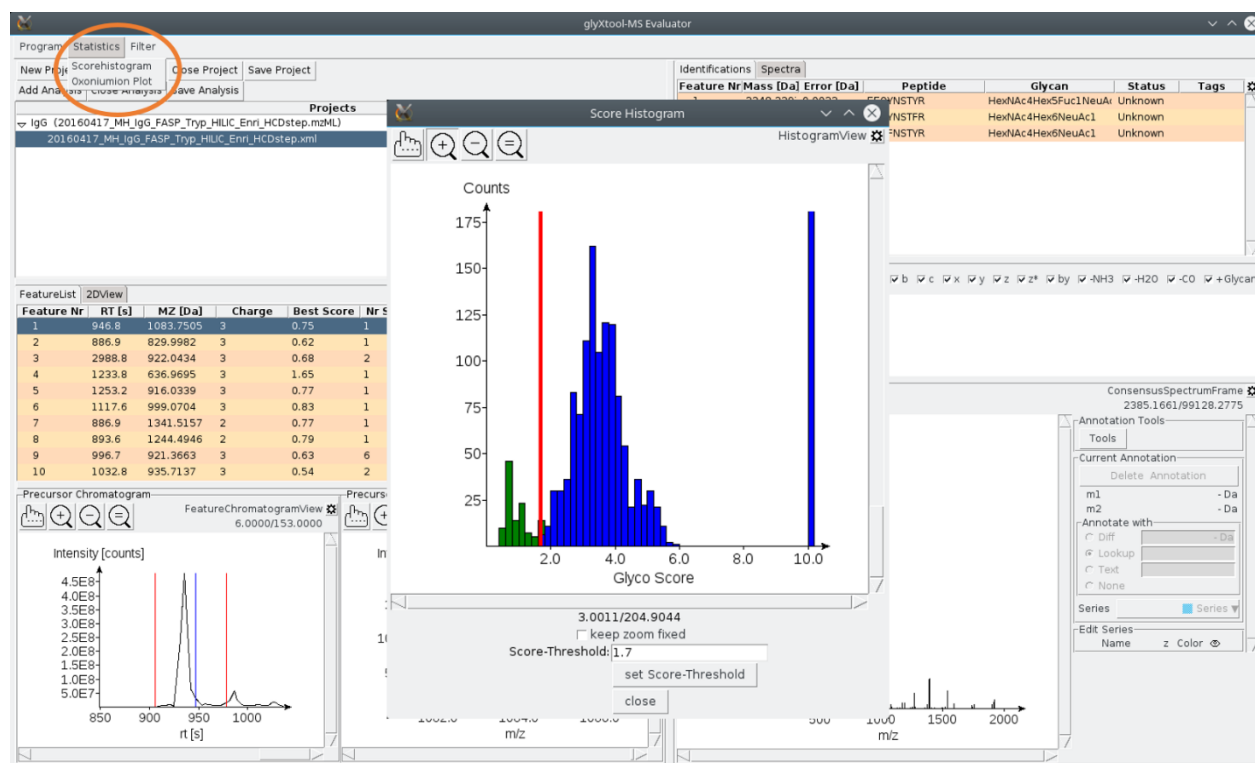 glyXtool-MS Evaluator
Program Statistics Filter
Scorehistogram
Oxoniumion Plot
New Proje Close Project Save Project
Add Analysis Close Analysis Save Analysis
Projects
IgG (20160417_MH_IgG_FASP_Tryp_HILIC_Enri_HCDstep.mzML)
20160417_MH_IgG_FASP_Tryp_HILIC_Enri_HCDstep.xml
Identifications Spectra
Feature Nr Mass [Da] Error [Da] Peptide Glycan Status Tags
YNSTYR HexNAc4Hex5Fuc1NeuAc Unknown
YNSTFR HexNAc4Hex6NeuAc1 Unknown
FNSTYR HexNAc4Hex6NeuAc1 Unknown
Score Histogram
HistogramView
Counts
175
150
125
100
75
50
25
2.0 4.0 6.0 8.0 10.0
Glyco Score
3.0011/204.9044
keep zoom fixed
Score-Threshold: 1.7
set Score-Threshold
close
b c x y z z* by -NH3 -H2O -CO +Glycan
FeatureList 2DView
Feature Nr RT [s] MZ [Da] Charge Best Score Nr S
1 946.8 1083.7505 3 0.75 1
2 886.9 829.9982 3 0.62 1
3 2988.8 922.0434 3 0.68 2
4 1233.8 636.9695 3 1.65 1
5 1253.2 916.0339 3 0.77 1
6 1117.6 999.0704 3 0.83 1
7 886.9 1341.5157 2 0.77 1
8 893.6 1244.4946 2 0.79 1
9 996.7 921.3663 3 0.63 6
10 1032.8 935.7137 3 0.54 2
Precursor Chromatogram
FeatureChromatogramView
6.0000/153.0000
Intensity [counts]
4.5E8
4.0E8
3.5E8
3.0E8
2.5E8
2.0E8
1.5E8
1.0E8
5.0E7
850 900 950 1000
rt [s]
Precurs
In
m/z
ConsensusSpectrumFrame
2385.1661/99128.2775
500 1000 1500 2000
m/z
Annotation Tools
Tools
Current Annotation
Delete Annotation
m1 - Da
m2 - Da
Annotate with
Diff - Da
Lookup
Text
None
Series Series
Edit Series
Name z Color